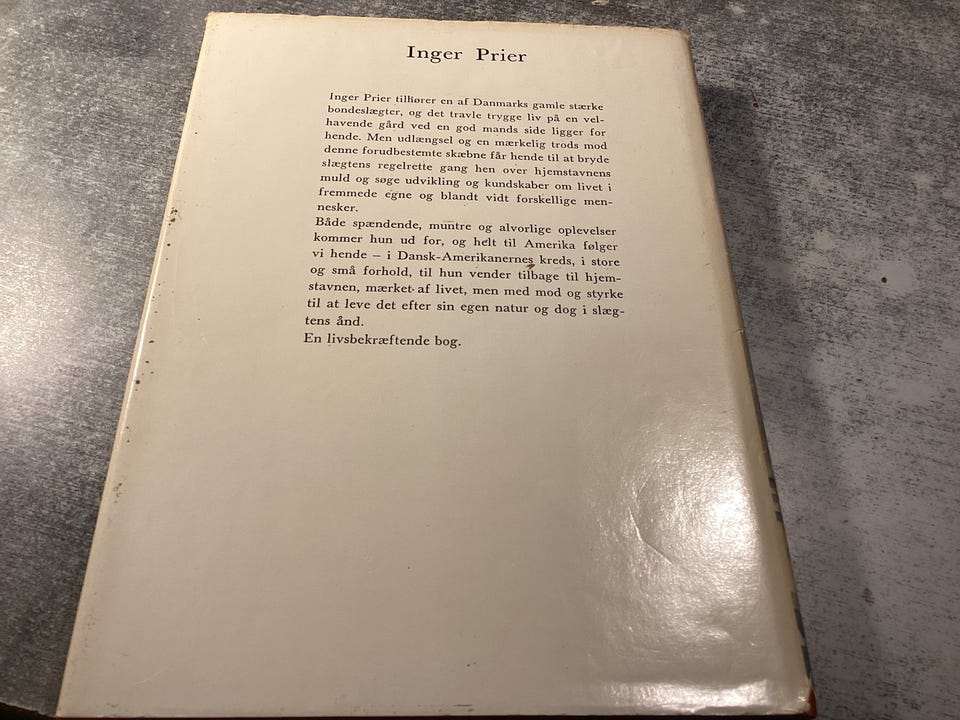 Inger Prier
Inger Prier tilhører en af Danmarks gamle stærke
bondeslægter, og det travle trygge liv på en vel-
havende gård ved en god mands side ligger for
hende. Men udlængsel og en mærkelig trods mod
denne forudbestemte skæbne får hende til at bryde
slægtens regelrette gang hen over hjemstavnens
muld og søge udvikling og kundskaber om livet i
fremmede egne og blandt vidt forskellige men-
nesker.
Både spændende, muntre og alvorlige oplevelser
kommer hun ud for, og helt til Amerika følger
vi hende – i Dansk-Amerikanernes kreds, i store
og små forhold, til hun vender tilbage til hjem-
stavnen, mærket af livet, men med mod og styrke
til at leve det efter sin egen natur og dog i slæg-
tens ånd.
En livsbekræftende bog.